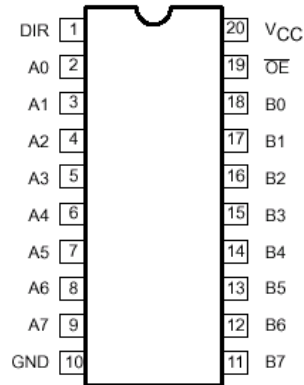 DIR 1 20 VCC
A0 2 19 OE
A1 3 18 B0
A2 4 17 B1
A3 5 16 B2
A4 6 15 B3
A5 7 14 B4
A6 8 13 B5
A7 9 12 B6
GND 10 11 B7